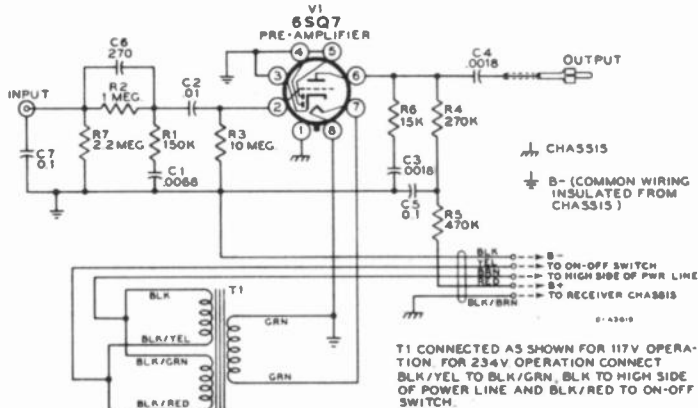 V1
6SQ7
PRE-AMPLIFIER
C6
270
R2
1 MEG.
C2
.01
INPUT
C7
0.1
R7
2.2 MEG
R1
150K
C1
.0068
R3
10 MEG.
4
5
3
6
2
7
1
8
C4
.0018
OUTPUT
R6
15K
R4
270K
C3
.0018
C5
0.1
R5
470K
CHASSIS
B- (COMMON WIRING
INSULATED FROM
CHASSIS)
BLK
B-
YEL
TO ON-OFF SWITCH
BRN
TO HIGH SIDE OF PWR LINE
RED
B+
BLK/BRN
TO RECEIVER CHASSIS
T1
BLK
BLK/YEL
BLK/GRN
BLK/RED
GRN
GRN
T1 CONNECTED AS SHOWN FOR 117V OPERA-
TION. FOR 234V OPERATION CONNECT
BLK/YEL TO BLK/GRN, BLK TO HIGH SIDE
OF POWER LINE AND BLK/RED TO ON-OFF
SWITCH.